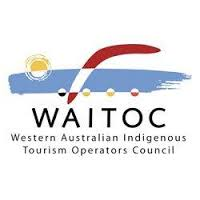 WAITOC
Western Australian Indigenous
Tourism Operators Council